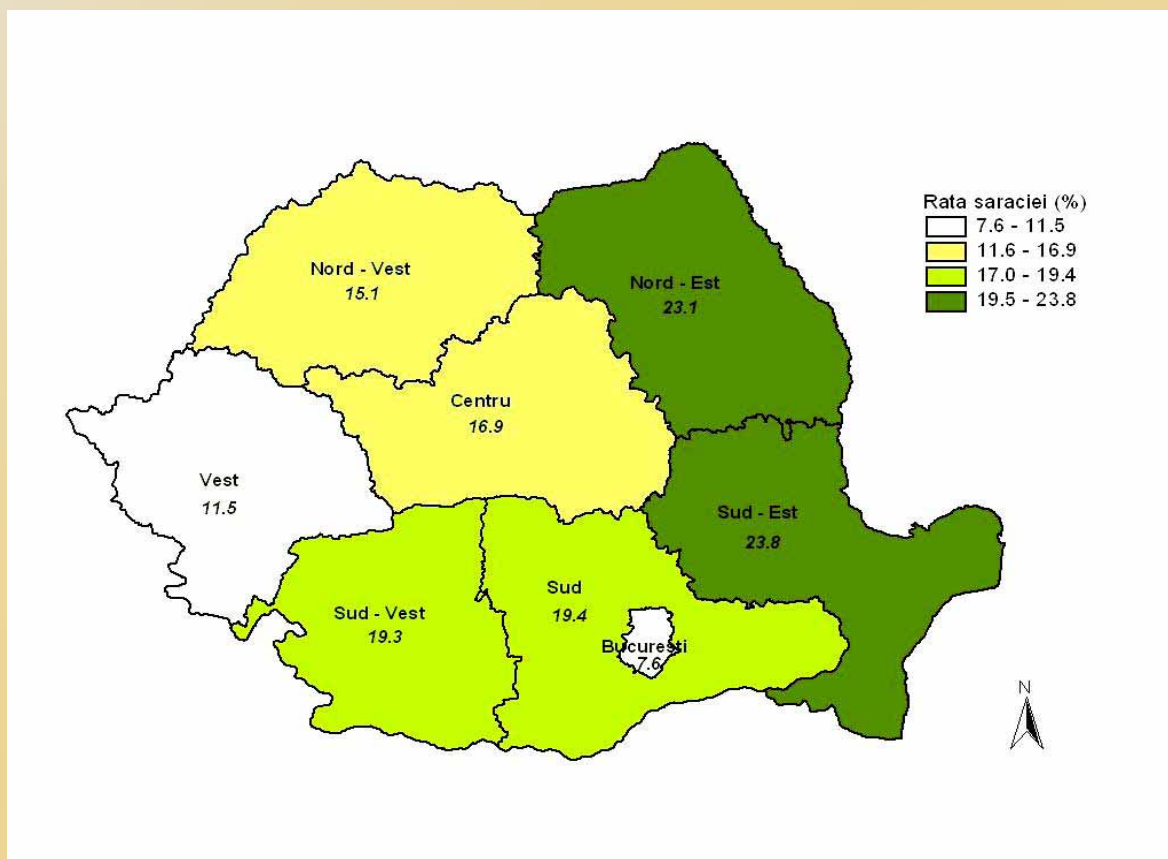 Rata saraciei (%)
7.6 - 11.5
11.6 - 16.9
17.0 - 19.4
19.5 - 23.8
Nord - Vest
15.1
Nord - Est
23.1
Centru
16.9
Vest
11.5
Sud - Est
23.8
Sud - Vest
19.3
Sud
19.4
Bucuresti
7.6
N